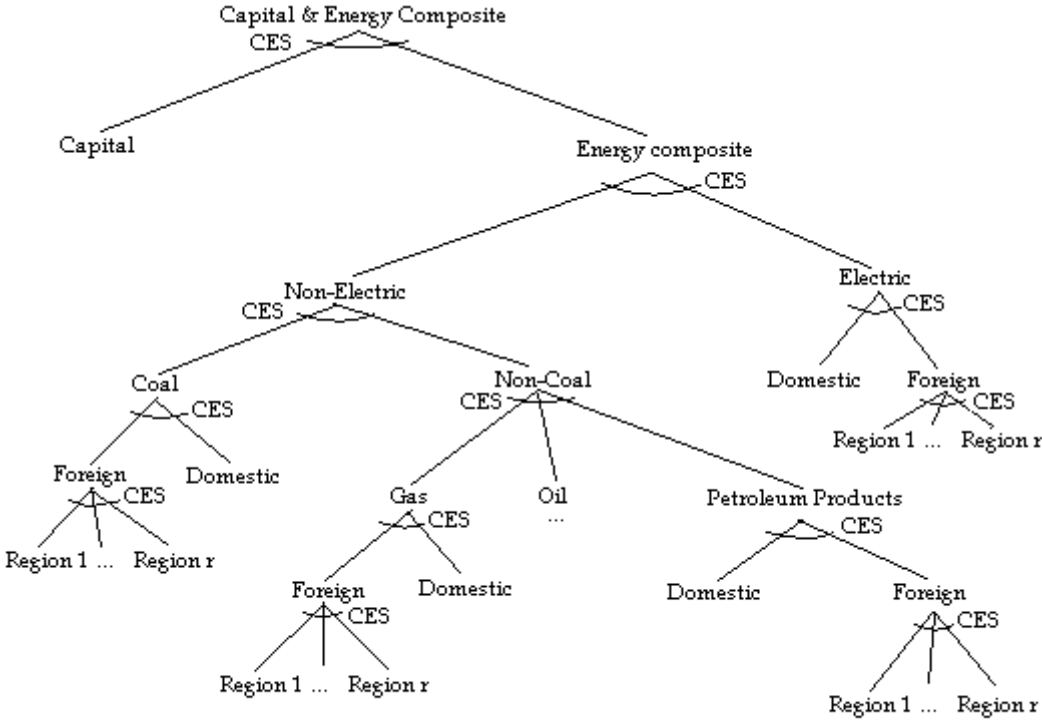 Capital & Energy Composite
CES
Capital
Energy composite
CES
Non-Electric
CES
Electric
CES
Coal
CES
Non-Coal
CES
Domestic
Foreign
CES
Region 1 ... Region r
Foreign
CES
Domestic
Gas
CES
Oil
...
Petroleum Products
CES
Region 1 ... Region r
Foreign
CES
Domestic
Domestic
Foreign
CES
Region 1 ... Region r
Region 1 ... Region r